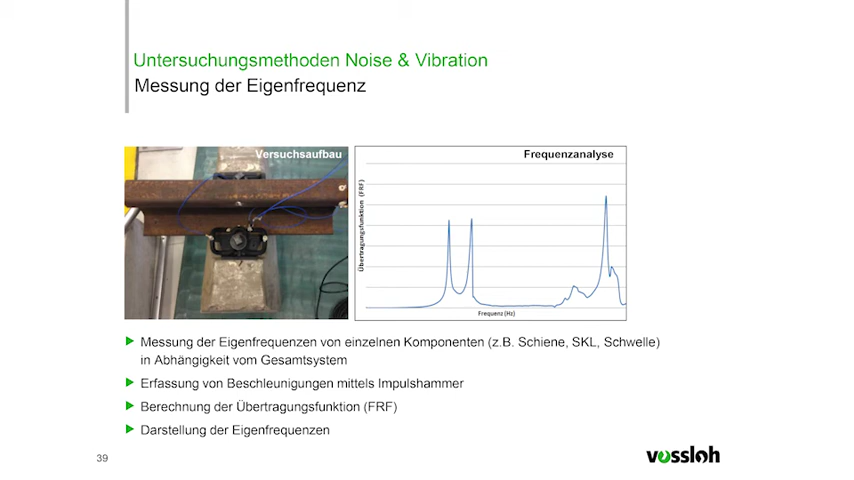 Untersuchungsmethoden Noise & Vibration
Messung der Eigenfrequenz
Versuchsaufbau
Frequenzanalyse
Übertragungsfunktion (FRF)
Frequenz (Hz)
Messung der Eigenfrequenzen von einzelnen Komponenten (z.B. Schiene, SKL, Schwelle)
in Abhängigkeit vom Gesamtsystem
Erfassung von Beschleunigungen mittels Impulshammer
Berechnung der Übertragungsfunktion (FRF)
Darstellung der Eigenfrequenzen
39
vossloh